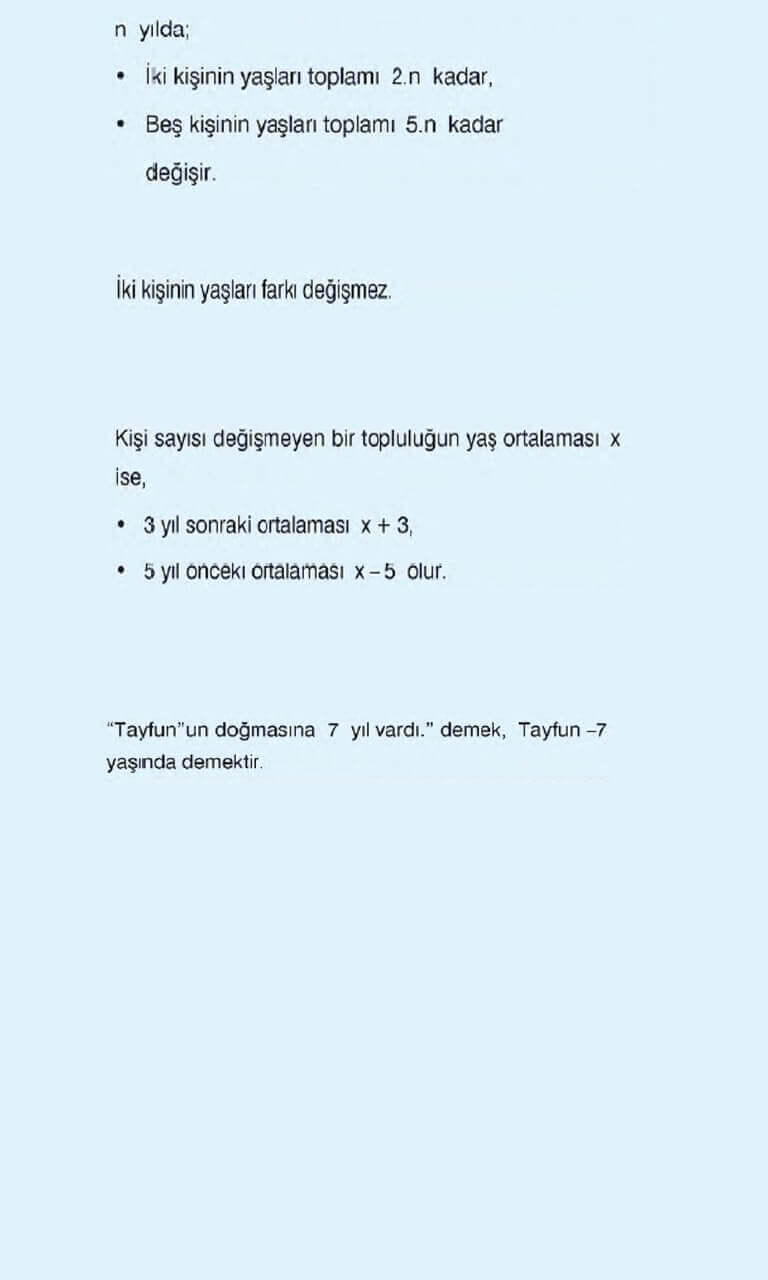 n yılda;
• İki kişinin yaşları toplamı 2.n kadar,
• Beş kişinin yaşları toplamı 5.n kadar
değişir.
İki kişinin yaşları farkı değişmez.
Kişi sayısı değişmeyen bir topluluğun yaş ortalaması x
ise,
• 3 yıl sonraki ortalaması x + 3,
• 5 yıl önceki ortalaması x – 5 olur.
“Tayfun”un doğmasına 7 yıl vardı.” demek, Tayfun –7
yaşında demektir.